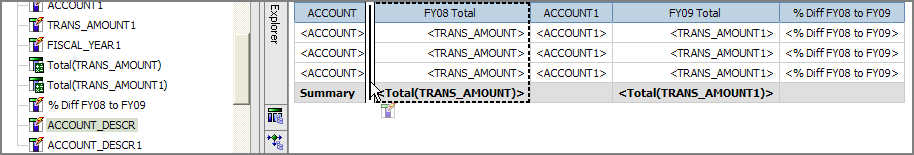 ACCOUNT1
TRANS_AMOUNT1
FISCAL_YEAR1
Total(TRANS_AMOUNT)
Total(TRANS_AMOUNT1)
% Diff FY08 to FY09
ACCOUNT_DESCR
ACCOUNT_DESCR1
Explorer
ACCOUNT FY08 Total ACCOUNT1 FY09 Total % Diff FY08 to FY09
<ACCOUNT> <TRANS_AMOUNT> <ACCOUNT1> <TRANS_AMOUNT1> <% Diff FY08 to FY09>
<ACCOUNT> <TRANS_AMOUNT> <ACCOUNT1> <TRANS_AMOUNT1> <% Diff FY08 to FY09>
<ACCOUNT> <TRANS_AMOUNT> <ACCOUNT1> <TRANS_AMOUNT1> <% Diff FY08 to FY09>
Summary <Total(TRANS_AMOUNT)> <Total(TRANS_AMOUNT1)>